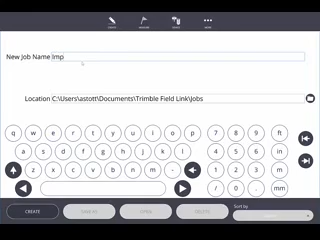 New Job Name Imp
Location C:\Users\astott\Documents\Trimble Field Link\Jobs
q w e r t y u i o p 7 8 9 ft
a s d f g h j k l 4 5 6 in
z x c v b n m - 1 2 3 m
/ 0 . mm
Sort by
CREATE OPEN DELETE